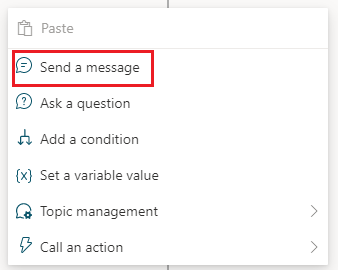 Paste
Send a message
Ask a question
Add a condition
{x} Set a variable value
Topic management
Call an action